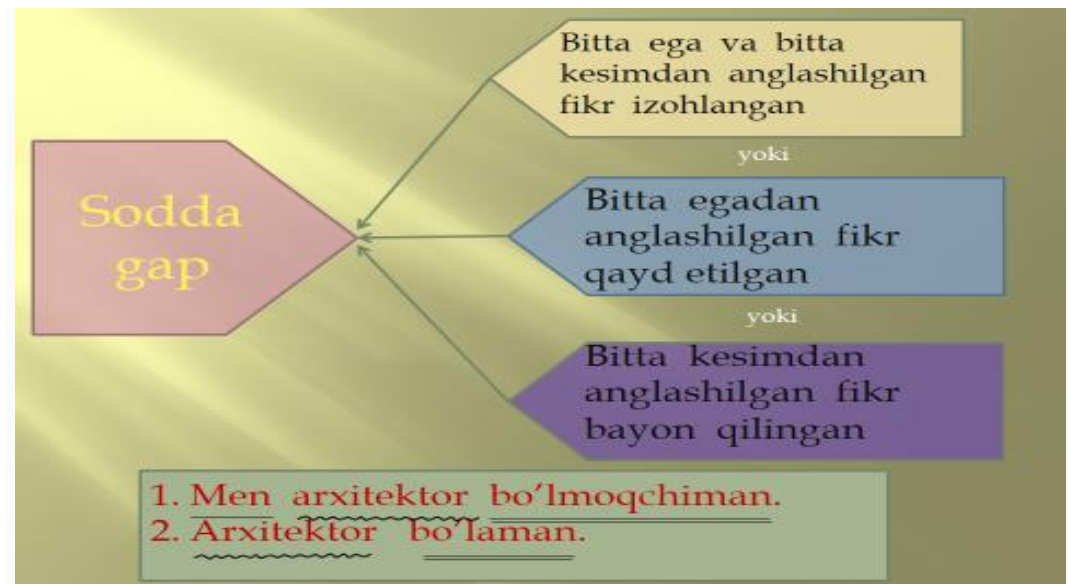 Sodda
gap
Bitta ega va bitta
kesimdan anglashilgan
fikr izohlangan
yoki
Bitta egadan
anglashilgan fikr
qayd etilgan
yoki
Bitta kesimdan
anglashilgan fikr
bayon qilingan
1. Men arxitektor bo‘lmoqchiman.
2. Arxitektor bo‘laman.